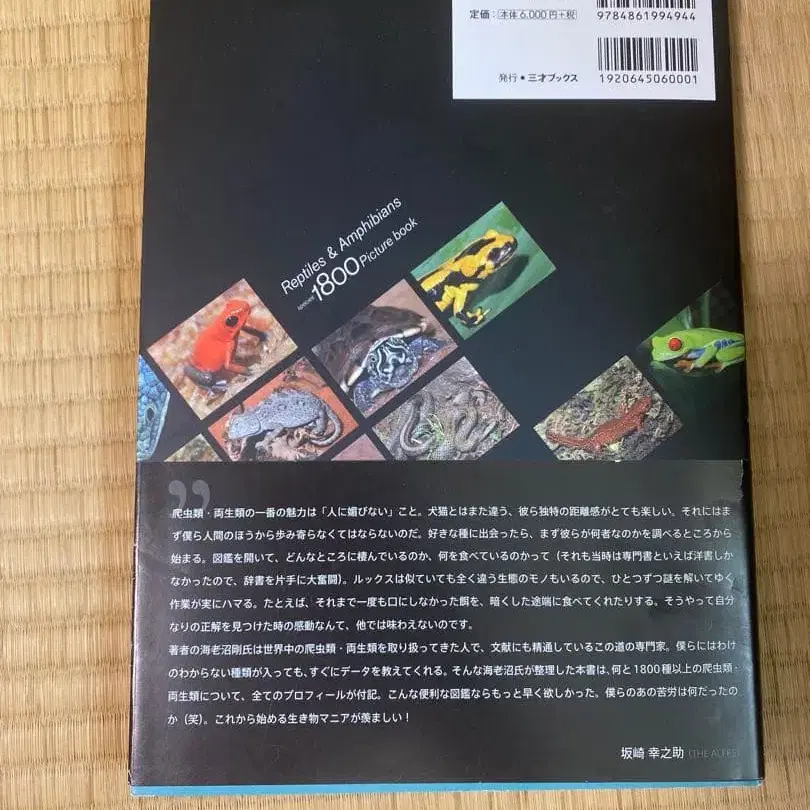 定価：本体6,000円+税
9784861994944
発行●三才ブックス
1920645060001
Reptiles & Amphibians
species 1800 Picture book
”
爬虫類・両生類の一番の魅力は「人に媚びない」こと。犬猫とはまた違う、彼ら独特の距離感がとても楽しい。それにはま
ず僕ら人間のほうから歩み寄らなくてはならないのだ。好きな種に出会ったら、まず彼らが何者なのかを調べるところから
始まる。図鑑を開いて、どんなところに棲んでいるのか、何を食べているのかって（それも当時は専門書といえば洋書しか
なかったので、辞書を片手に大奮闘）。ルックスは似ていても全く違う生態のモノもいるので、ひとつずつ謎を解いてゆく
作業が実にハマる。たとえば、それまで一度も口にしなかった餌を、暗くした途端に食べてくれたりする。そうやって自分
なりの正解を見つけた時の感動なんて、他では味わえないのです。
著者の海老沼剛氏は世界中の爬虫類・両生類を取り扱ってきた人で、文献にも精通しているこの道の専門家。僕らにはわけ
のわからない種類が入っても、すぐにデータを教えてくれる。そんな海老沼氏が整理した本書は、何と1800種以上の爬虫類・
両生類について、全てのプロフィールが付記。こんな便利な図鑑ならもっと早く欲しかった。僕らのあの苦労は何だったの
か（笑）。これから始める生き物マニアが羨ましい！
坂崎 幸之助（THE ALFEE）